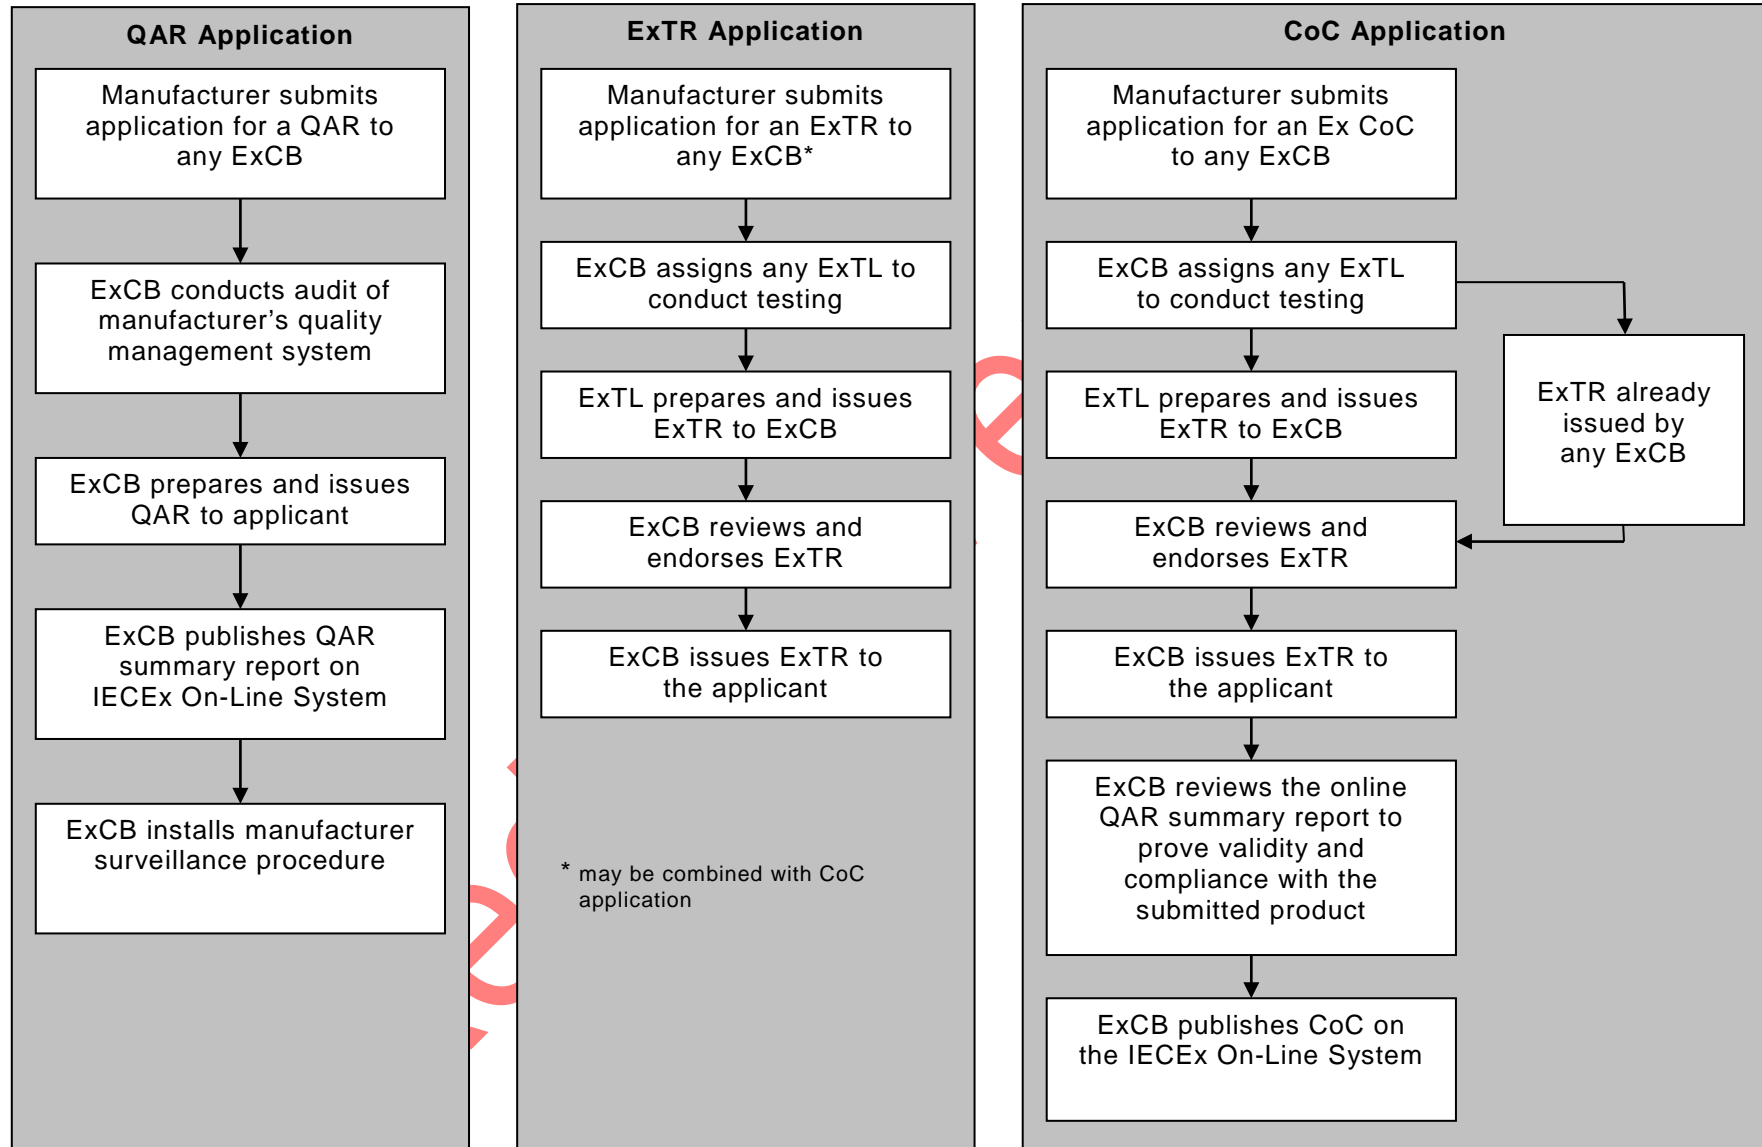 QAR Application
Manufacturer submits
application for a QAR to
any ExCB
ExCB conducts audit of
manufacturer’s quality
management system
ExCB prepares and issues
QAR to applicant
ExCB publishes QAR
summary report on
IECEx On-Line System
ExCB installs manufacturer
surveillance procedure
ExTR Application
Manufacturer submits
application for an ExTR to
any ExCB*
ExCB assigns any ExTL to
conduct testing
ExTL prepares and issues
ExTR to ExCB
ExCB reviews and
endorses ExTR
ExCB issues ExTR to
the applicant
* may be combined with CoC
application
CoC Application
Manufacturer submits
application for an Ex CoC
to any ExCB
ExCB assigns any ExTL
to conduct testing
ExTL prepares and issues
ExTR to ExCB
ExTR already
issued by
any ExCB
ExCB reviews and
endorses ExTR
ExCB issues ExTR to
the applicant
ExCB reviews the online
QAR summary report to
prove validity and
compliance with the
submitted product
ExCB publishes CoC on
the IECEx On-Line System